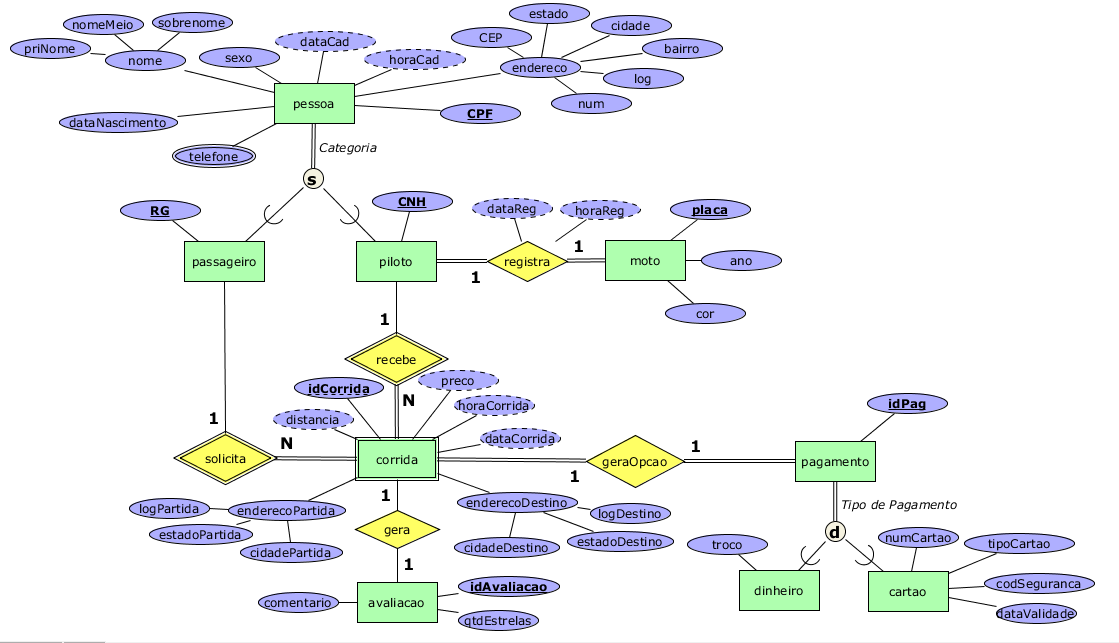 estado
nomeMeio
sobrenome
cidade
CEP
dataCad
priNome
bairro
nome
sexo
horaCad
endereco
log
pessoa
num
CPF
dataNascimento
Categoria
telefone
s
RG
CNH
dataReg
horaReg
placa
1
passageiro
piloto
registra
moto
ano
1
cor
1
recebe
idCorrida
preco
N
horaCorrida
idPag
distancia
1
dataCorrida
N
1
solicita
corrida
geraOpcao
pagamento
1
1
enderecoDestino
Tipo de Pagamento
logPartida
enderecoPartida
logDestino
gera
d
estadoPartida
numCartao
cidadePartida
cidadeDestino
estadoDestino
troco
tipoCartao
1
codSeguranca
idAvaliacao
dinheiro
cartao
comentario
avaliacao
dataValidade
qtdEstrelas